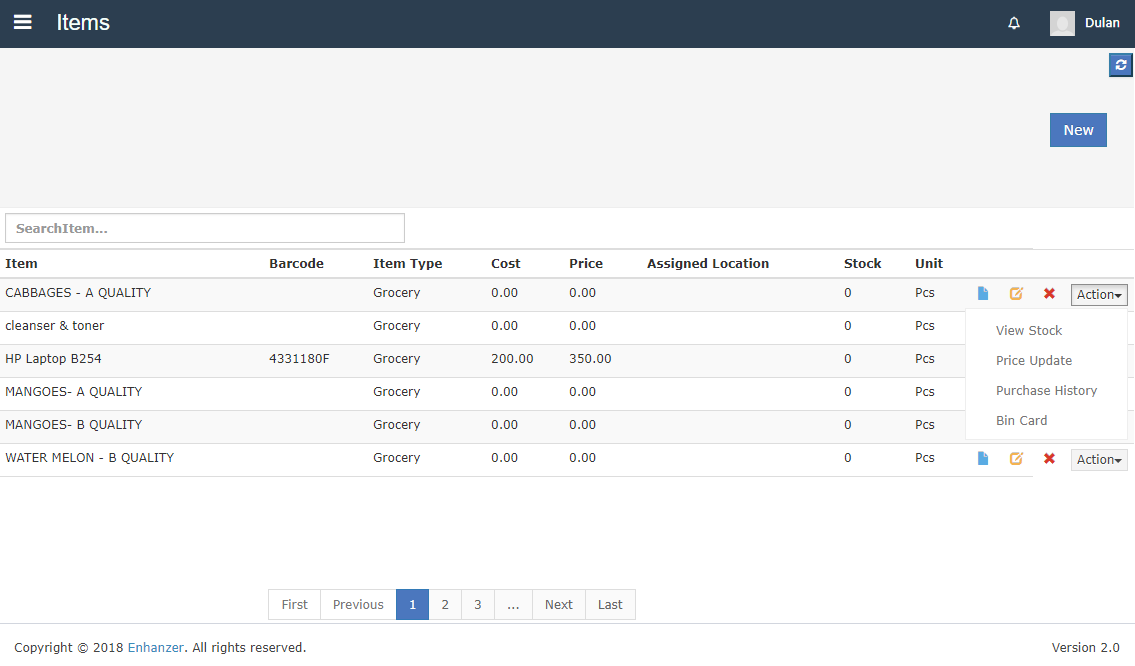 Items Dulan
New
SearchItem...
Item Barcode Item Type Cost Price Assigned Location Stock Unit
CABBAGES - A QUALITY Grocery 0.00 0.00 0 Pcs Action
cleanser & toner Grocery 0.00 0.00 0 Pcs
View Stock
HP Laptop B254 4331180F Grocery 200.00 350.00 0 Pcs
Price Update
MANGOES- A QUALITY Grocery 0.00 0.00 0 Pcs
Purchase History
MANGOES- B QUALITY Grocery 0.00 0.00 0 Pcs
Bin Card
WATER MELON - B QUALITY Grocery 0.00 0.00 0 Pcs Action
First Previous 1 2 3 ... Next Last
Copyright © 2018 Enhanzer. All rights reserved. Version 2.0